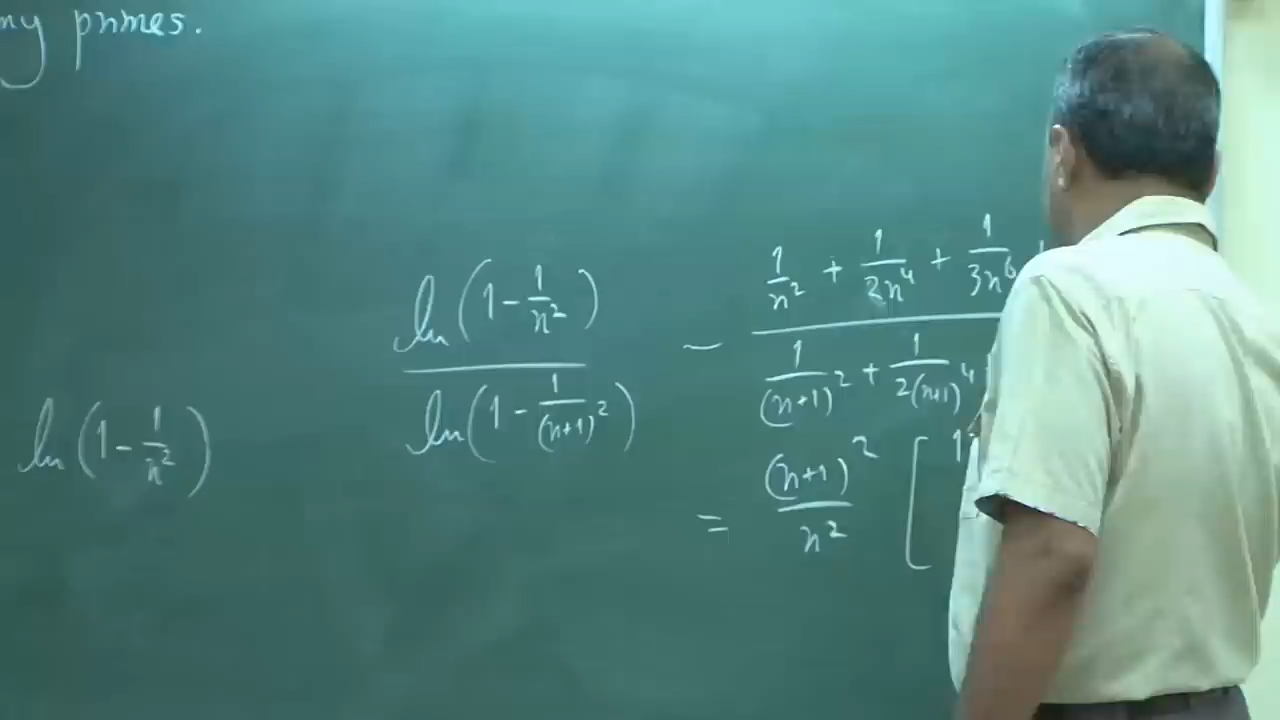 ny primes.
ln(1 - 1/n²)
ln(1 - 1/n²) / ln(1 - 1/(n+1)²)
— (1/n² + 1/2n⁴ + 1/3n⁶ / 1/(n+1)² + 1/2(n+1)⁴
= (n+1)²/n² [ 1